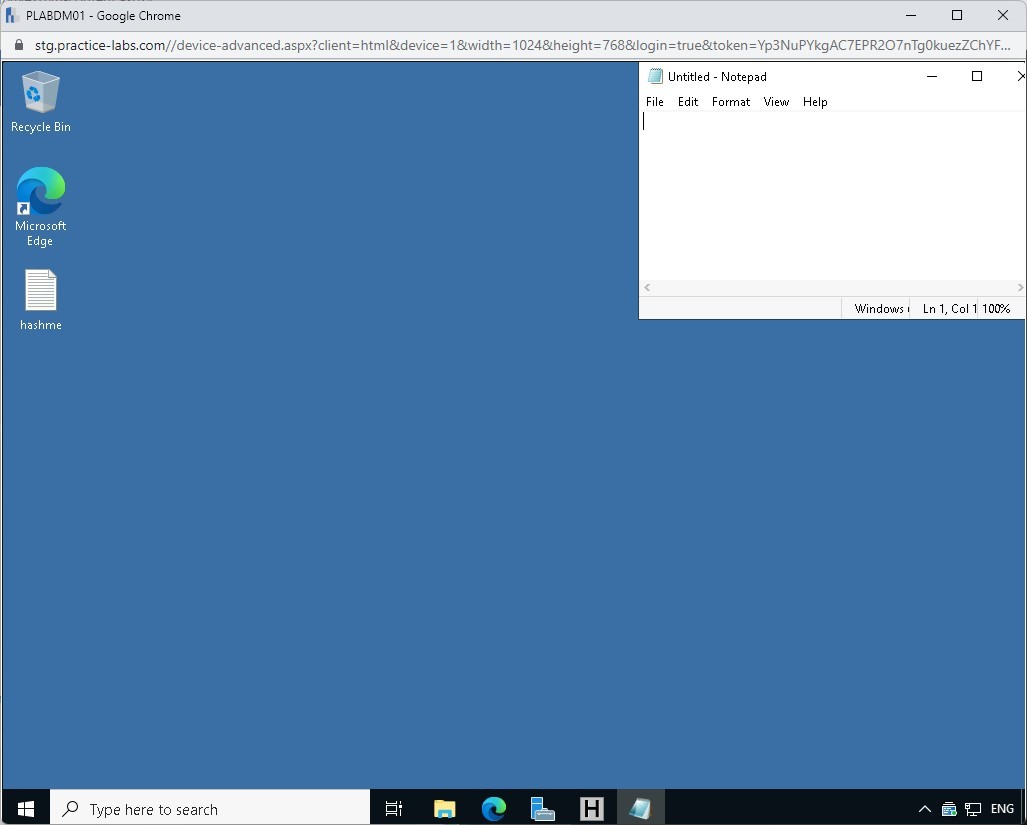 PLABDM01 - Google Chrome
stg.practice-labs.com//device-advanced.aspx?client=html&device=1&width=1024&height=768&login=true&token=Yp3NuPYkgAC7EPR2O7nTg0kuezZChYF...
Recycle Bin
Microsoft
Edge
hashme
Untitled - Notepad
File Edit Format View Help
Windows Ln 1, Col 1 100%
Type here to search
H
ENG